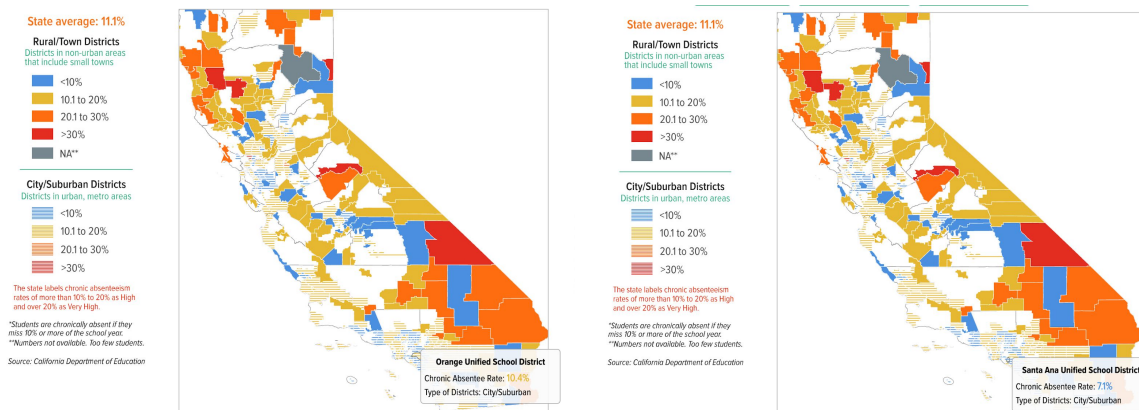 State average: 11.1%
Rural/Town Districts
Districts in non-urban areas
that include small towns
<10%
10.1 to 20%
20.1 to 30%
>30%
NA**
City/Suburban Districts
Districts in urban, metro areas
<10%
10.1 to 20%
20.1 to 30%
>30%
The state labels chronic absenteeism
rates of more than 10% to 20% as High
and over 20% as Very High.
*Students are chronically absent if they
miss 10% or more of the school year.
**Numbers not available. Too few students.
Source: California Department of Education
Orange Unified School District
Chronic Absentee Rate: 10.4%
Type of Districts: City/Suburban
State average: 11.1%
Rural/Town Districts
Districts in non-urban areas
that include small towns
<10%
10.1 to 20%
20.1 to 30%
>30%
NA**
City/Suburban Districts
Districts in urban, metro areas
<10%
10.1 to 20%
20.1 to 30%
>30%
The state labels chronic absenteeism
rates of more than 10% to 20% as High
and over 20% as Very High.
*Students are chronically absent if they
miss 10% or more of the school year.
**Numbers not available. Too few students.
Source: California Department of Education
Santa Ana Unified School District
Chronic Absentee Rate: 7.1%
Type of Districts: City/Suburban